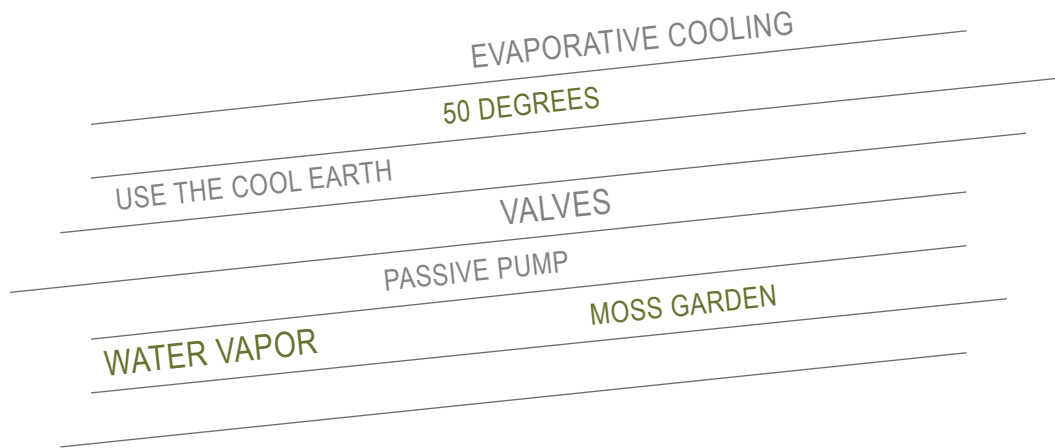 EVAPORATIVE COOLING
50 DEGREES
USE THE COOL EARTH
VALVES
PASSIVE PUMP
MOSS GARDEN
WATER VAPOR